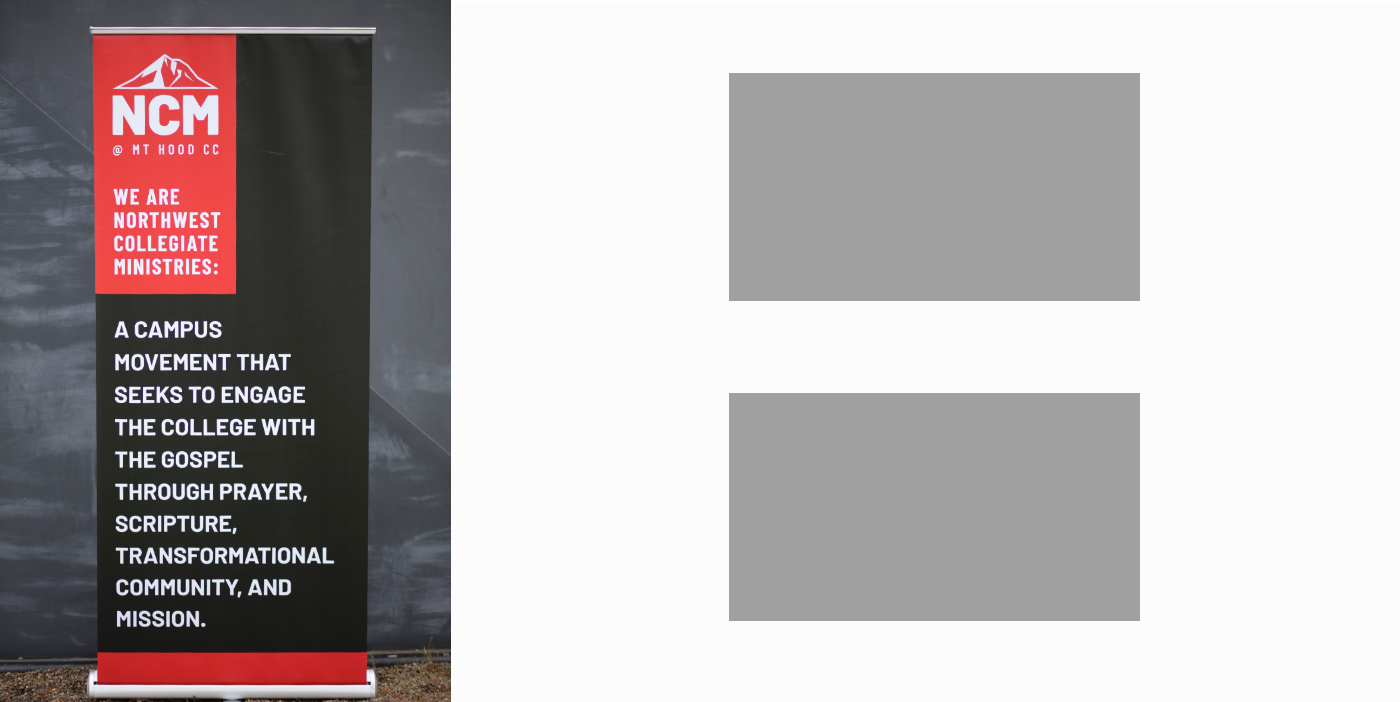 NCM
@ MT HOOD CC
WE ARE
NORTHWEST
COLLEGIATE
MINISTRIES:
A CAMPUS
MOVEMENT THAT
SEEKS TO ENGAGE
THE COLLEGE WITH
THE GOSPEL
THROUGH PRAYER,
SCRIPTURE,
TRANSFORMATIONAL
COMMUNITY, AND
MISSION.